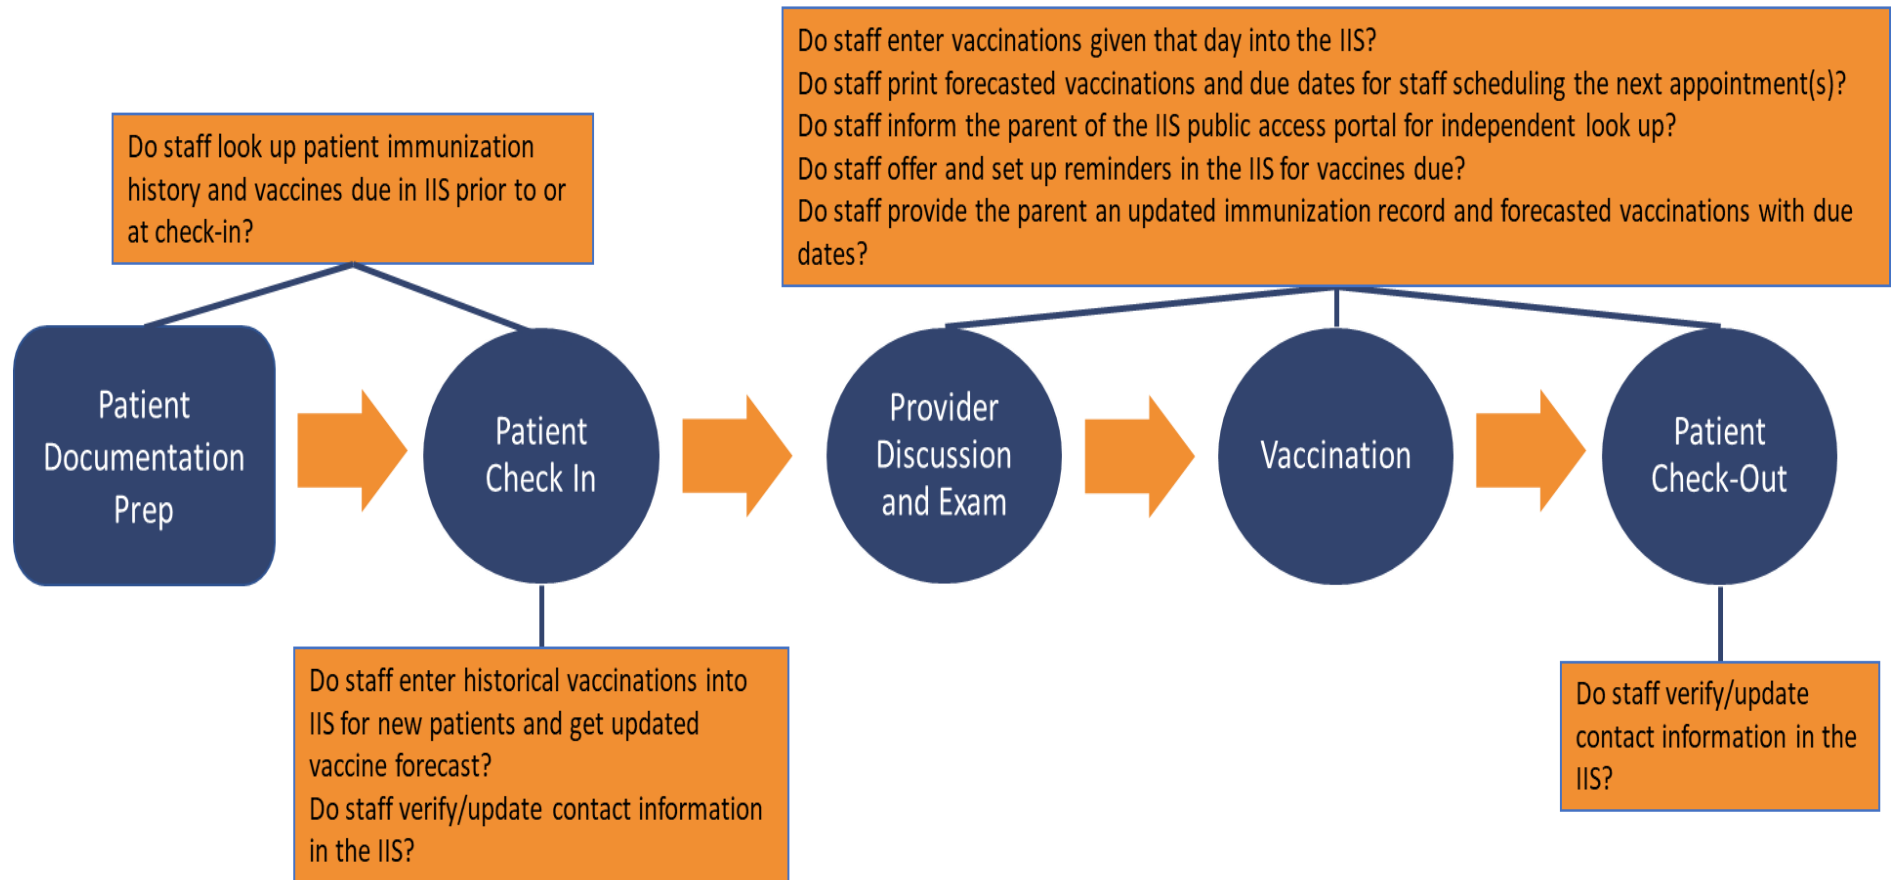 Do staff look up patient immunization
history and vaccines due in IIS prior to or
at check-in?
Do staff enter vaccinations given that day into the IIS?
Do staff print forecasted vaccinations and due dates for staff scheduling the next appointment(s)?
Do staff inform the parent of the IIS public access portal for independent look up?
Do staff offer and set up reminders in the IIS for vaccines due?
Do staff provide the parent an updated immunization record and forecasted vaccinations with due
dates?
Patient
Documentation
Prep
Patient
Check In
Provider
Discussion
and Exam
Vaccination
Patient
Check-Out
Do staff enter historical vaccinations into
IIS for new patients and get updated
vaccine forecast?
Do staff verify/update contact information
in the IIS?
Do staff verify/update
contact information in the
IIS?